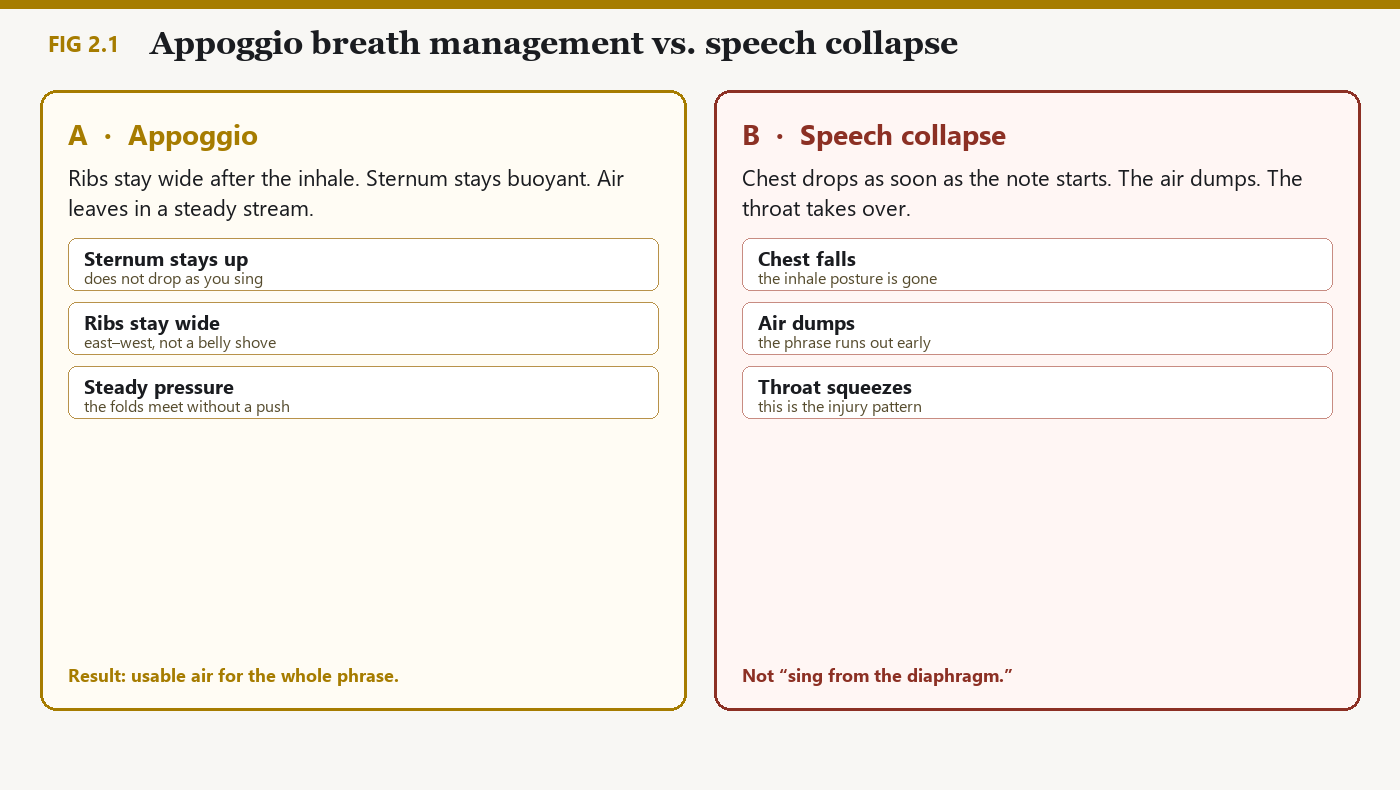 FIG 2.1 Appoggio breath management vs. speech collapse
A · Appoggio
Ribs stay wide after the inhale. Sternum stays buoyant. Air
leaves in a steady stream.
Sternum stays up
does not drop as you sing
Ribs stay wide
east–west, not a belly shove
Steady pressure
the folds meet without a push
Result: usable air for the whole phrase.
B · Speech collapse
Chest drops as soon as the note starts. The air dumps. The
throat takes over.
Chest falls
the inhale posture is gone
Air dumps
the phrase runs out early
Throat squeezes
this is the injury pattern
Not “sing from the diaphragm.”